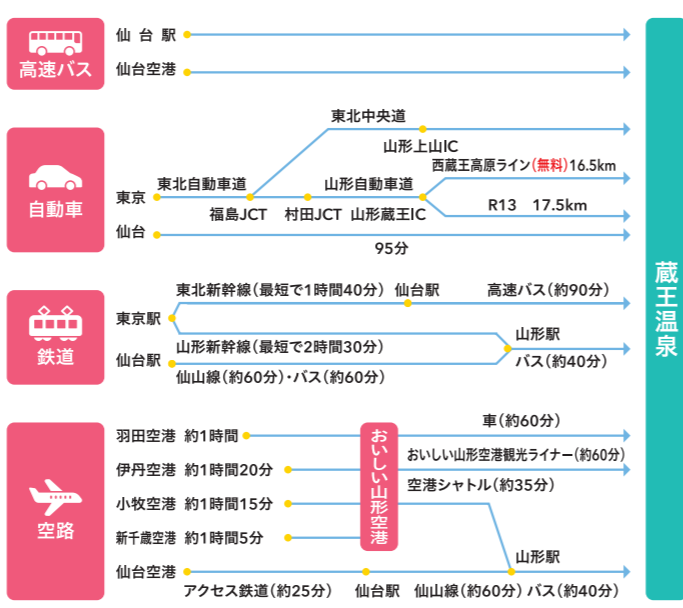 高速バス
仙台駅
仙台空港
自動車
東北中央道
山形上山IC
西蔵王高原ライン(無料)16.5km
東京
東北自動車道
山形自動車道
福島JCT
村田JCT
山形蔵王IC
R13 17.5km
仙台
95分
鉄道
東北新幹線(最短で1時間40分)
仙台駅
高速バス(約90分)
東京駅
山形駅
山形新幹線(最短で2時間30分)
バス(約40分)
仙台駅
仙山線(約60分)・バス(約60分)
空路
羽田空港 約1時間
車(約60分)
おいしい山形空港
おいしい山形空港観光ライナー(約60分)
伊丹空港 約1時間20分
空港シャトル(約35分)
小牧空港 約1時間15分
新千歳空港 約1時間5分
山形駅
仙台空港
アクセス鉄道(約25分)
仙台駅
仙山線(約60分)
バス(約40分)
蔵王温泉